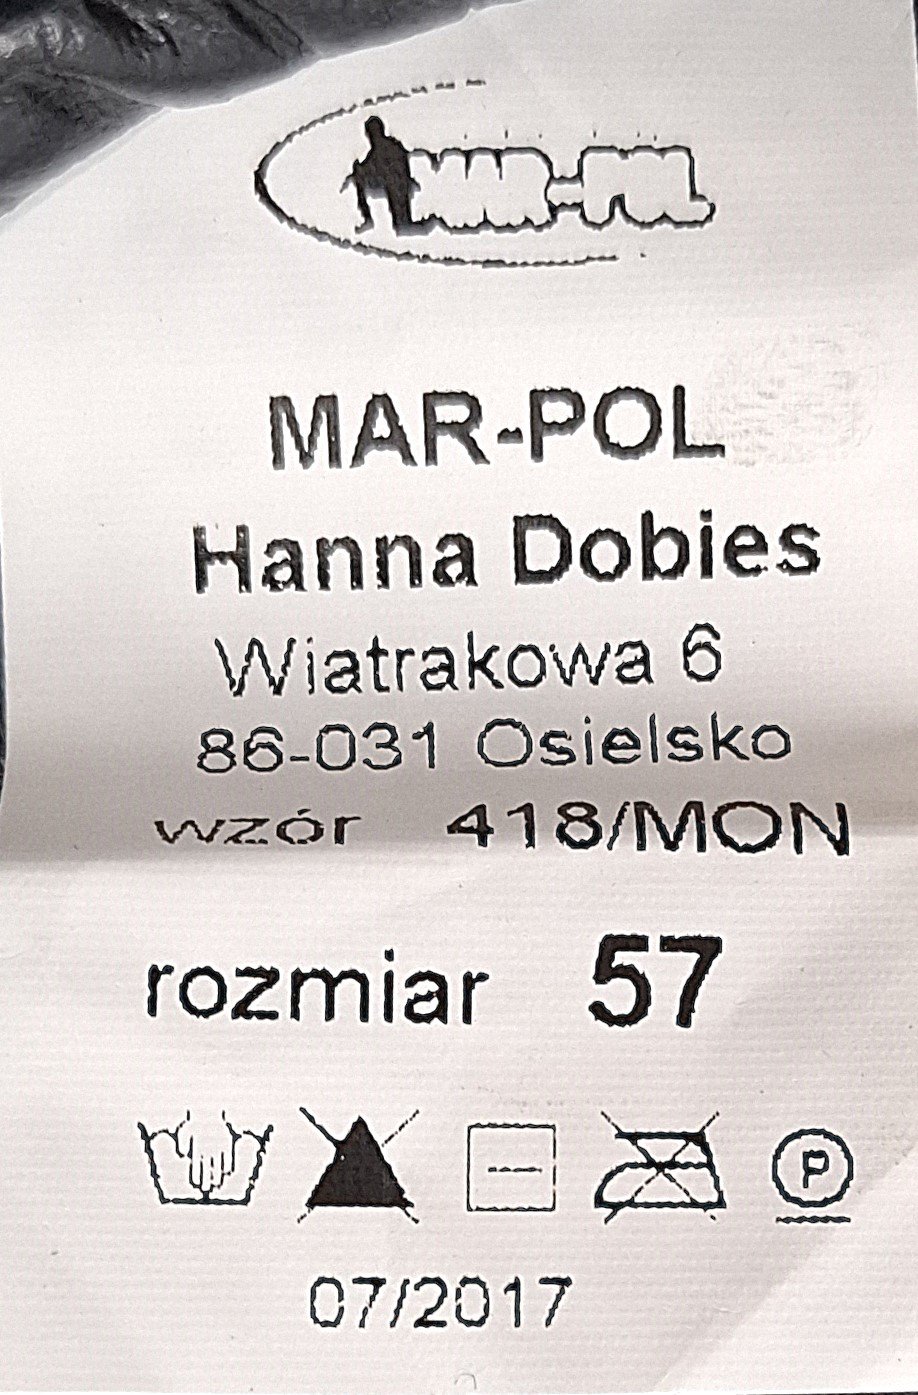 MAR-POL
MAR-POL
Hanna Dobies
Wiatrakowa 6
86-031 Osielsko
wzór 418/MON
rozmiar 57
P
07/2017